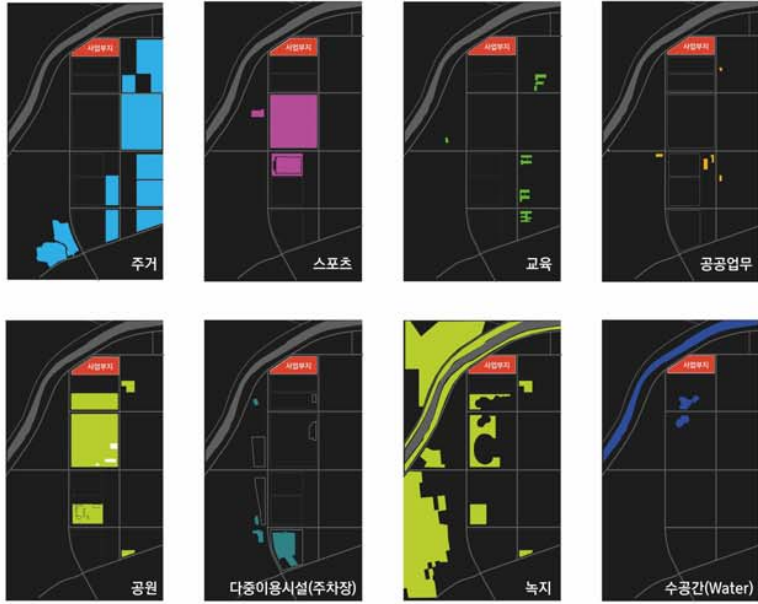 사업부지
사업부지
사업부지
사업부지
주거
스포츠
교육
공공업무
사업부지
사업부지
사업부지
사업부지
공원
다중이용시설(주차장)
녹지
수공간(Water)